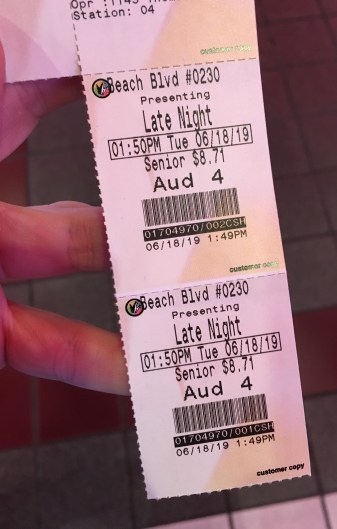 Station: 04
customer copy
Beach Blvd #0230
Presenting
Late Night
01:50PM Tue 06/18/19
Senior $8.71
Aud 4
01704970/002CSH
06/18/19 1:49PM
customer copy
Beach Blvd #0230
Presenting
Late Night
01:50PM Tue 06/18/19
Senior $8.71
Aud 4
01704970/001CSH
06/18/19 1:49PM
customer copy